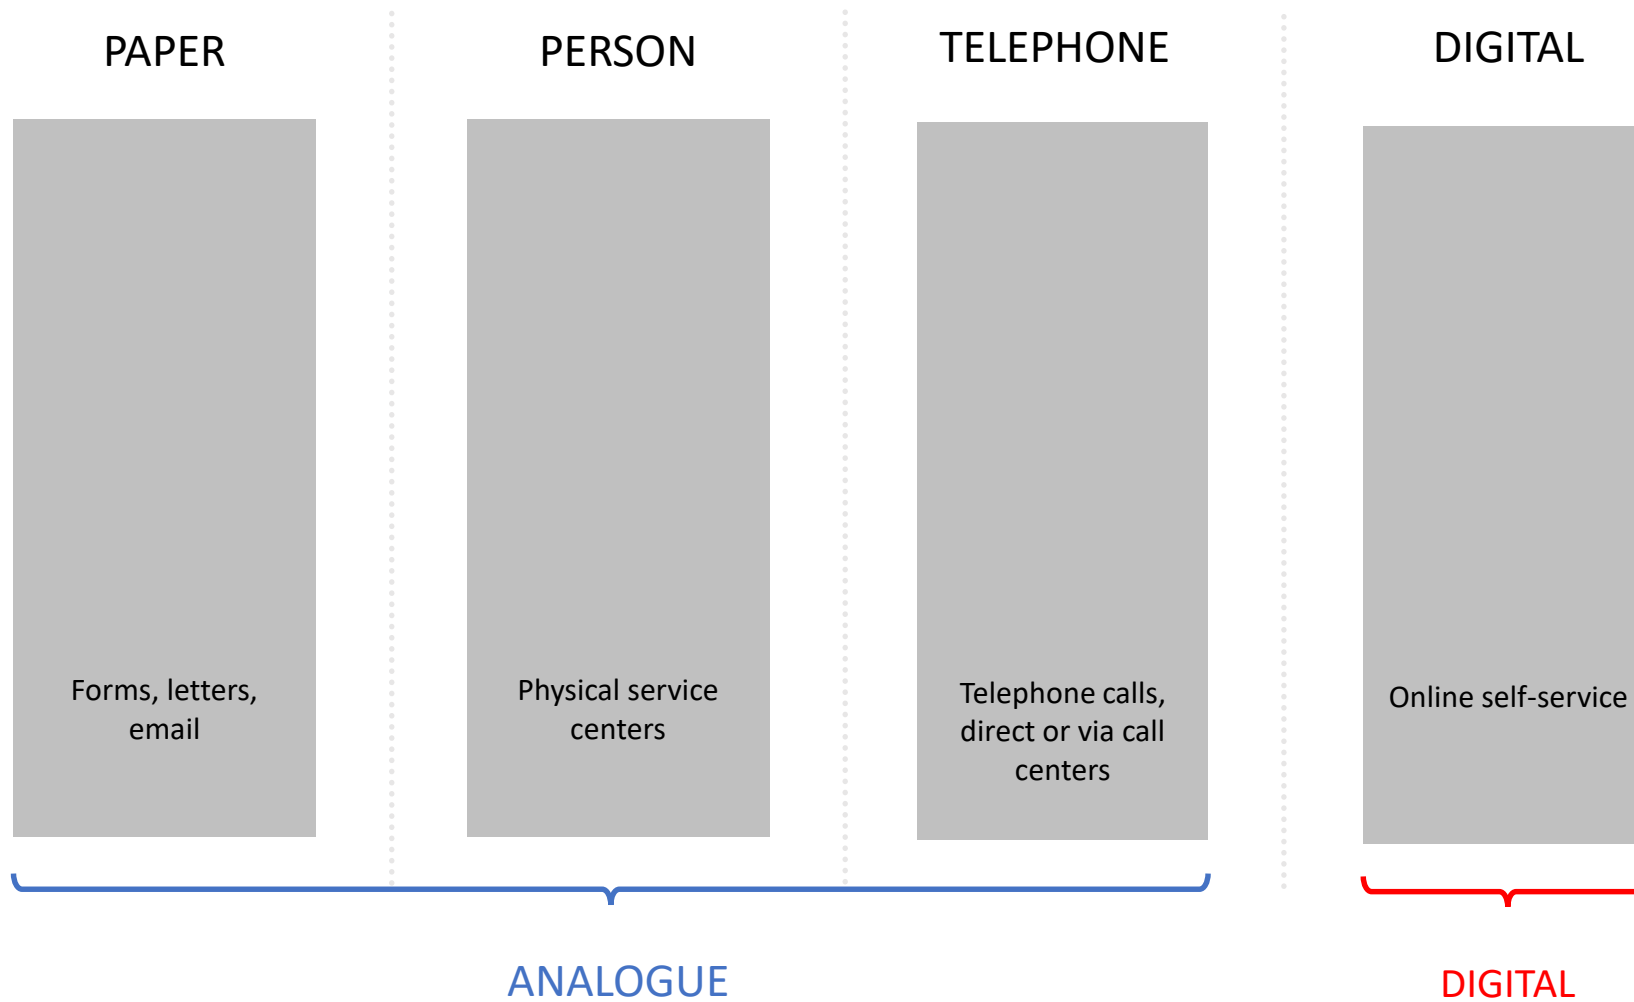 PAPER
PERSON
TELEPHONE
DIGITAL
Forms, letters,
email
Physical service
centers
Telephone calls,
direct or via call
centers
Online self-service
ANALOGUE
DIGITAL